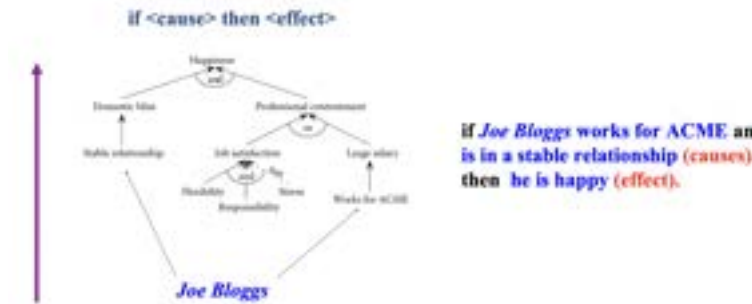 if <cause> then <effect>
Happiness
and
Domestic bliss
Professional contentment
or
Stable relationship
Job satisfaction
Large salary
and
Flexibility
Stress
Responsibility
Works for ACME
Joe Bloggs
if Joe Bloggs works for ACME an
is in a stable relationship (causes)
then he is happy (effect).